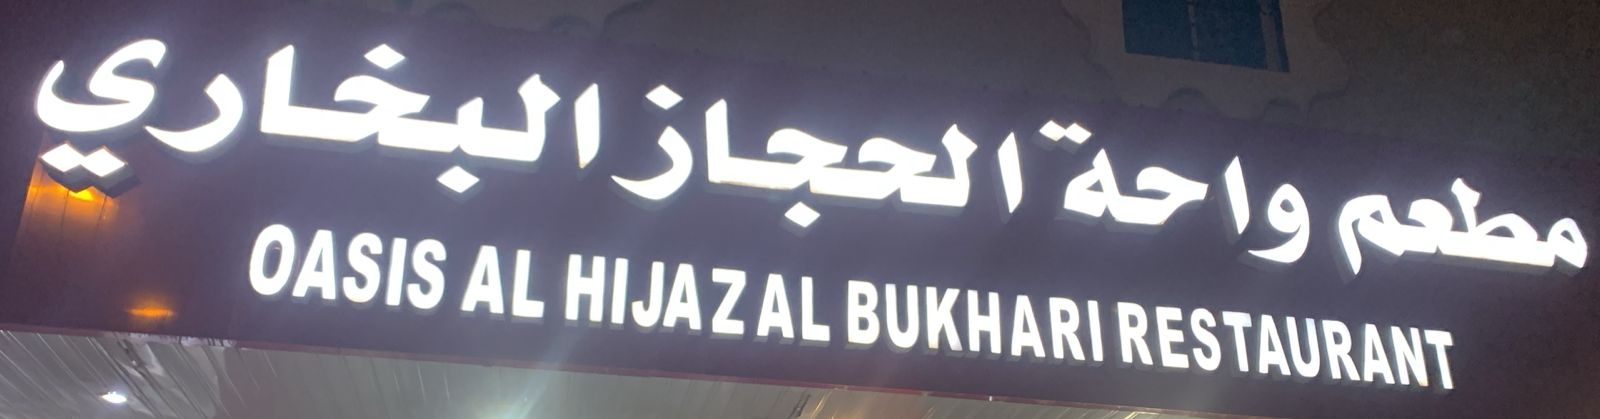 مطعم واحة الحجاز البخاري
OASIS AL HIJAZ AL BUKHARI RESTAURANT